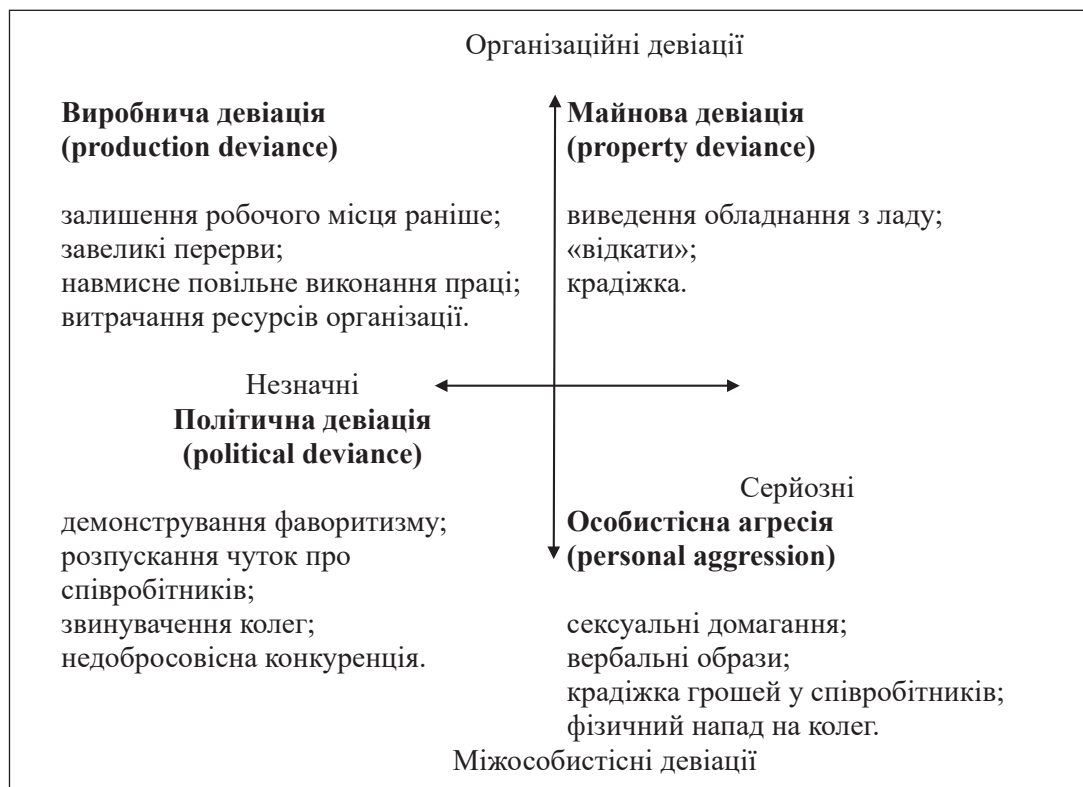 Організаційні девіації
Виробнича девіація
(production deviance)
залишення робочого місця раніше;
завеликі перерви;
навмисне повільне виконання праці;
витрачання ресурсів організації.
Майнова девіація
(property deviance)
виведення обладнання з ладу;
«відкати»;
крадіжка.
Незначні
Політична девіація
(political deviance)
демонстрування фаворитизму;
розпускання чуток про
співробітників;
звинувачення колег;
недобросовісна конкуренція.
Серйозні
Особистісна агресія
(personal aggression)
сексуальні домагання;
вербальні образи;
крадіжка грошей у співробітників;
фізичний напад на колег.
Міжособистісні девіації